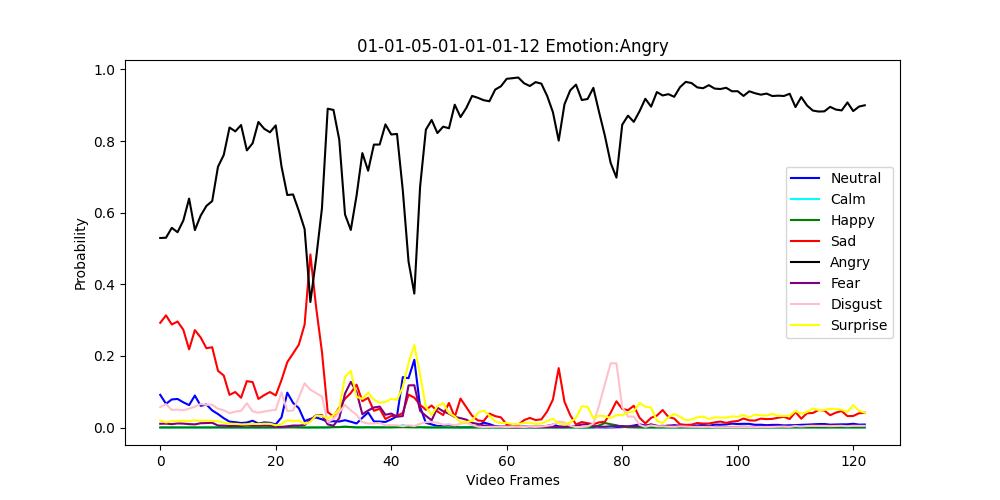 01-01-05-01-01-01-12 Emotion:Angry
1.0
0.8
0.6
0.4
0.2
0.0
Probability
Neutral
Calm
Happy
Sad
Angry
Fear
Disgust
Surprise
0 20 40 60 80 100 120
Video Frames